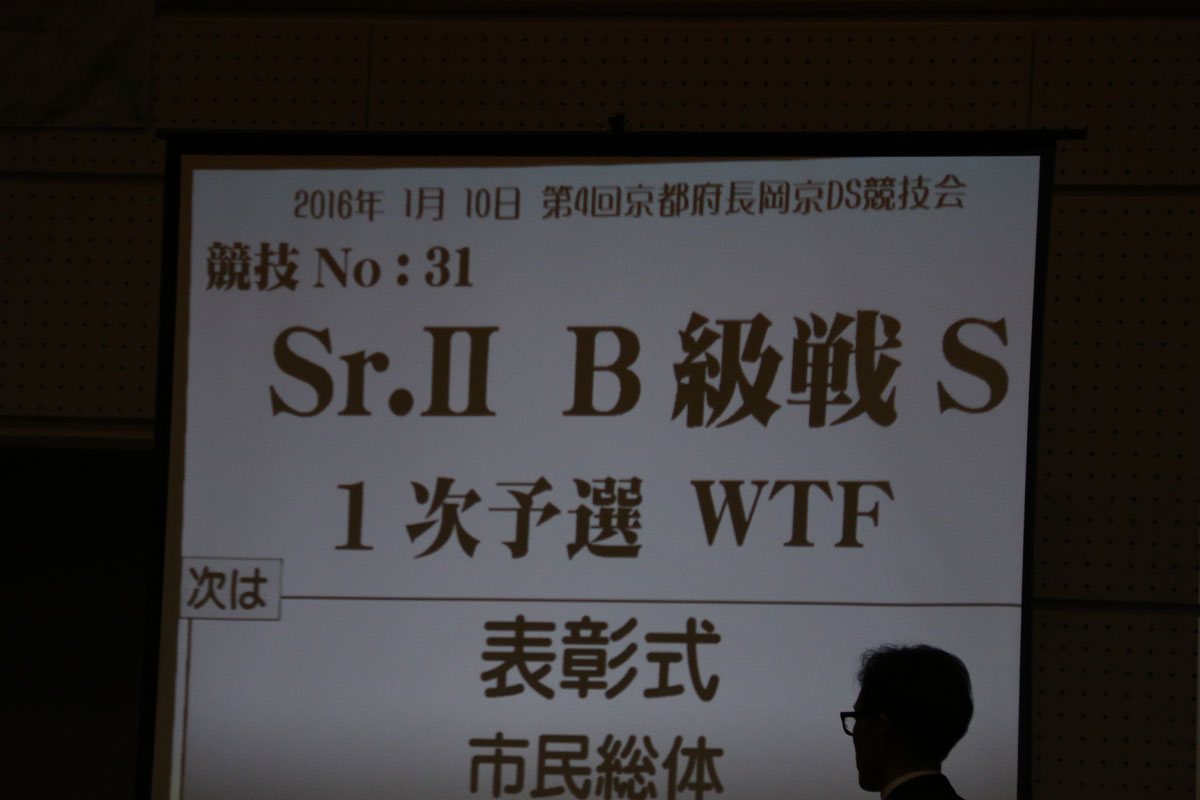 2016年 1月 10日 第4回京都府長岡京DS競技会
競技 No : 31
Sr.Ⅱ B 級戦 S
1 次予選 WTF
次は
表彰式
市民総体